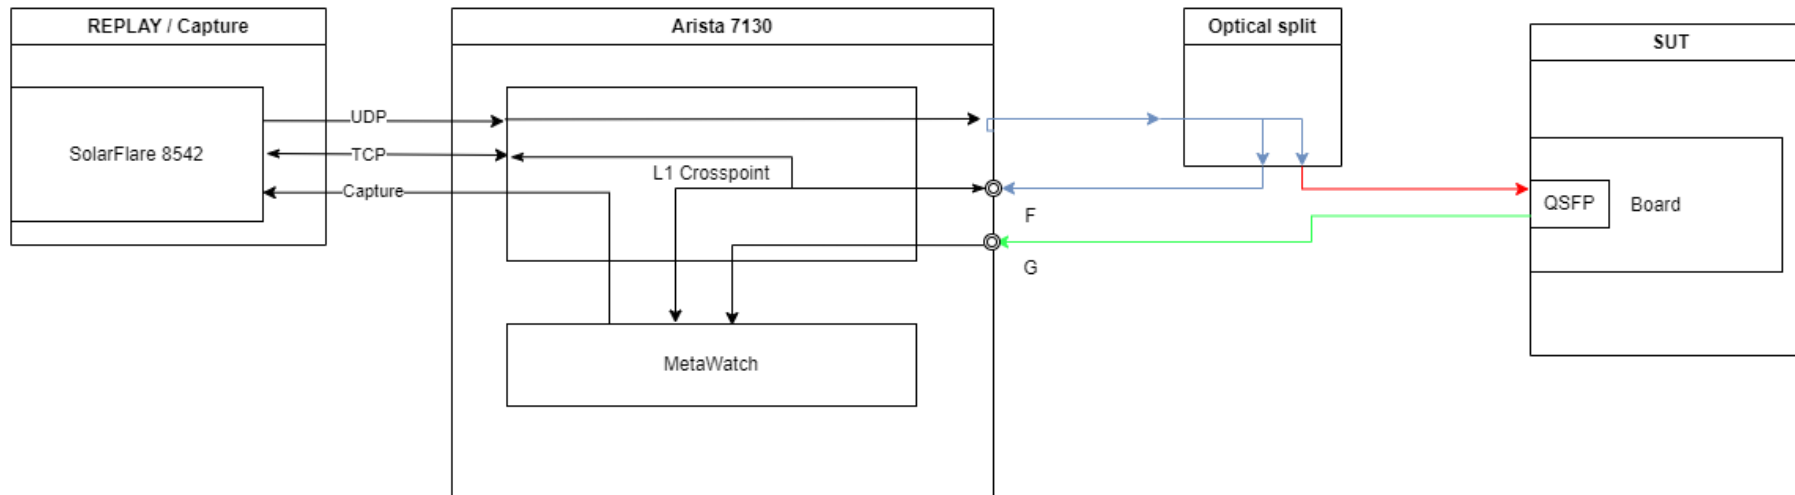 REPLAY / Capture
Arista 7130
Optical split
SUT
SolarFlare 8542
UDP
TCP
Capture
L1 Crosspoint
F
G
QSFP
Board
MetaWatch